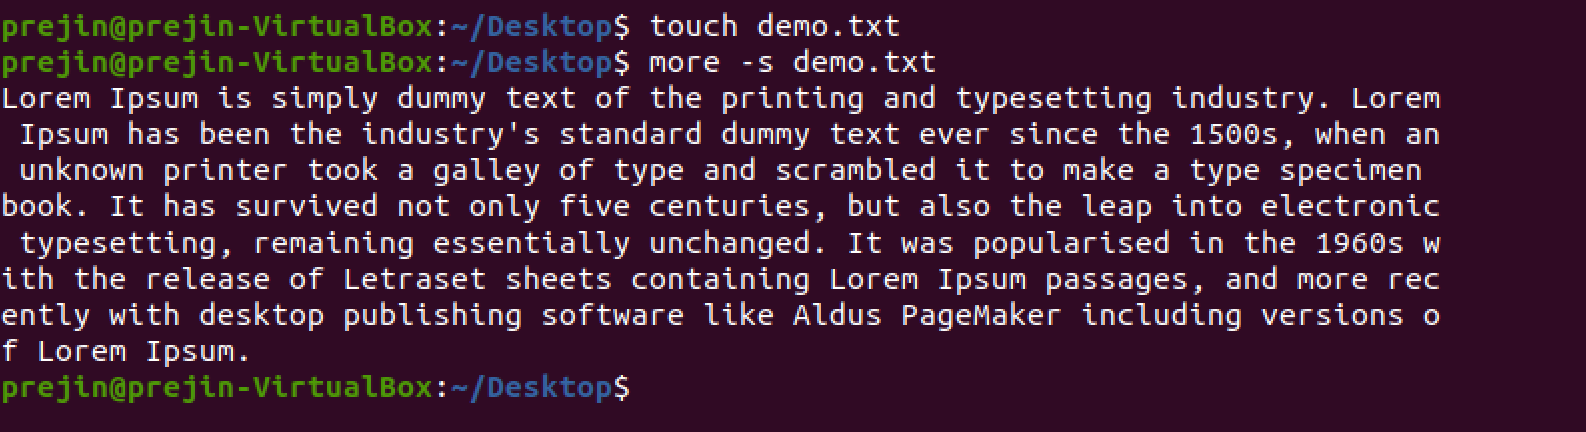 prejin@prejin-VirtualBox:~/Desktop$ touch demo.txt
prejin@prejin-VirtualBox:~/Desktop$ more -s demo.txt
Lorem Ipsum is simply dummy text of the printing and typesetting industry. Lorem
 Ipsum has been the industry's standard dummy text ever since the 1500s, when an
 unknown printer took a galley of type and scrambled it to make a type specimen
book. It has survived not only five centuries, but also the leap into electronic
 typesetting, remaining essentially unchanged. It was popularised in the 1960s w
ith the release of Letraset sheets containing Lorem Ipsum passages, and more rec
ently with desktop publishing software like Aldus PageMaker including versions o
f Lorem Ipsum.
prejin@prejin-VirtualBox:~/Desktop$